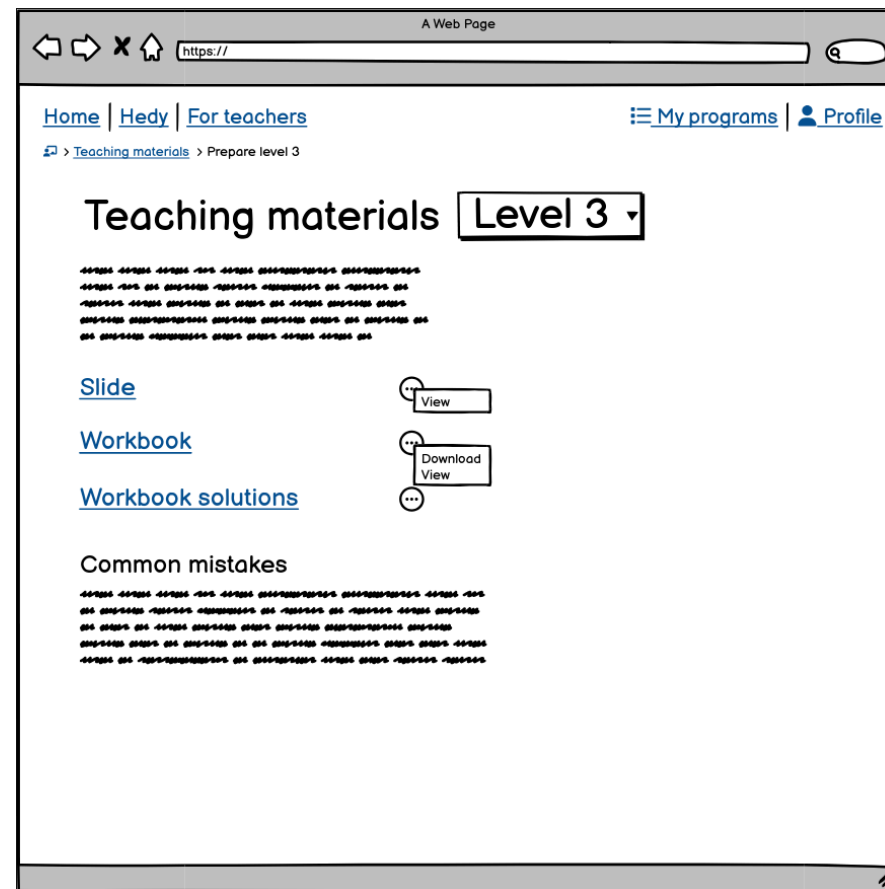 A Web Page
https://
Home | Hedy | For teachers
My programs | Profile
> Teaching materials > Prepare level 3
Teaching materials Level 3
Slide
View
Workbook
Download
View
Workbook solutions
Common mistakes